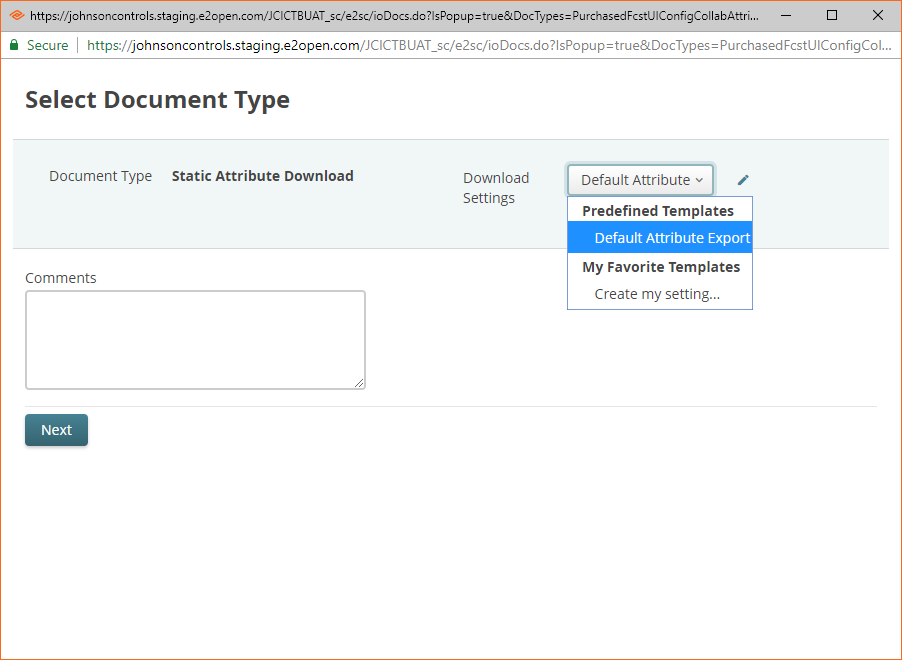 https://johnsoncontrols.staging.e2open.com/JCICTBUAT_sc/e2sc/ioDocs.do?IsPopup=true&DocTypes=PurchasedFcstUIConfigCollabAttri...
Secure https://johnsoncontrols.staging.e2open.com/JCICTBUAT_sc/e2sc/ioDocs.do?IsPopup=true&DocTypes=PurchasedFcstUIConfigCol...
Select Document Type
Document Type Static Attribute Download
Download Settings
Default Attribute
Predefined Templates
Default Attribute Export
My Favorite Templates
Create my setting...
Comments
Next